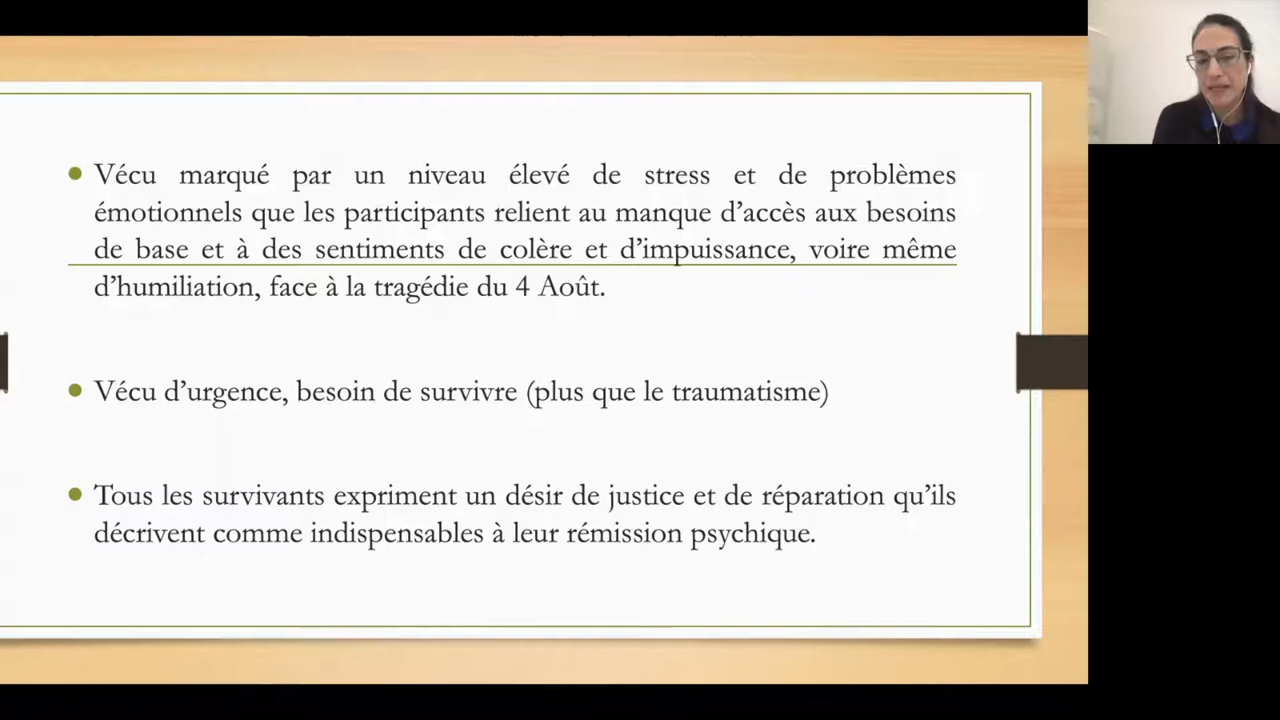 Vécu marqué par un niveau élevé de stress et de problèmes
émotionnels que les participants relient au manque d’accès aux besoins
de base et à des sentiments de colère et d’impuissance, voire même
d’humiliation, face à la tragédie du 4 Août.
Vécu d’urgence, besoin de survivre (plus que le traumatisme)
Tous les survivants expriment un désir de justice et de réparation qu’ils
décrivent comme indispensables à leur rémission psychique.